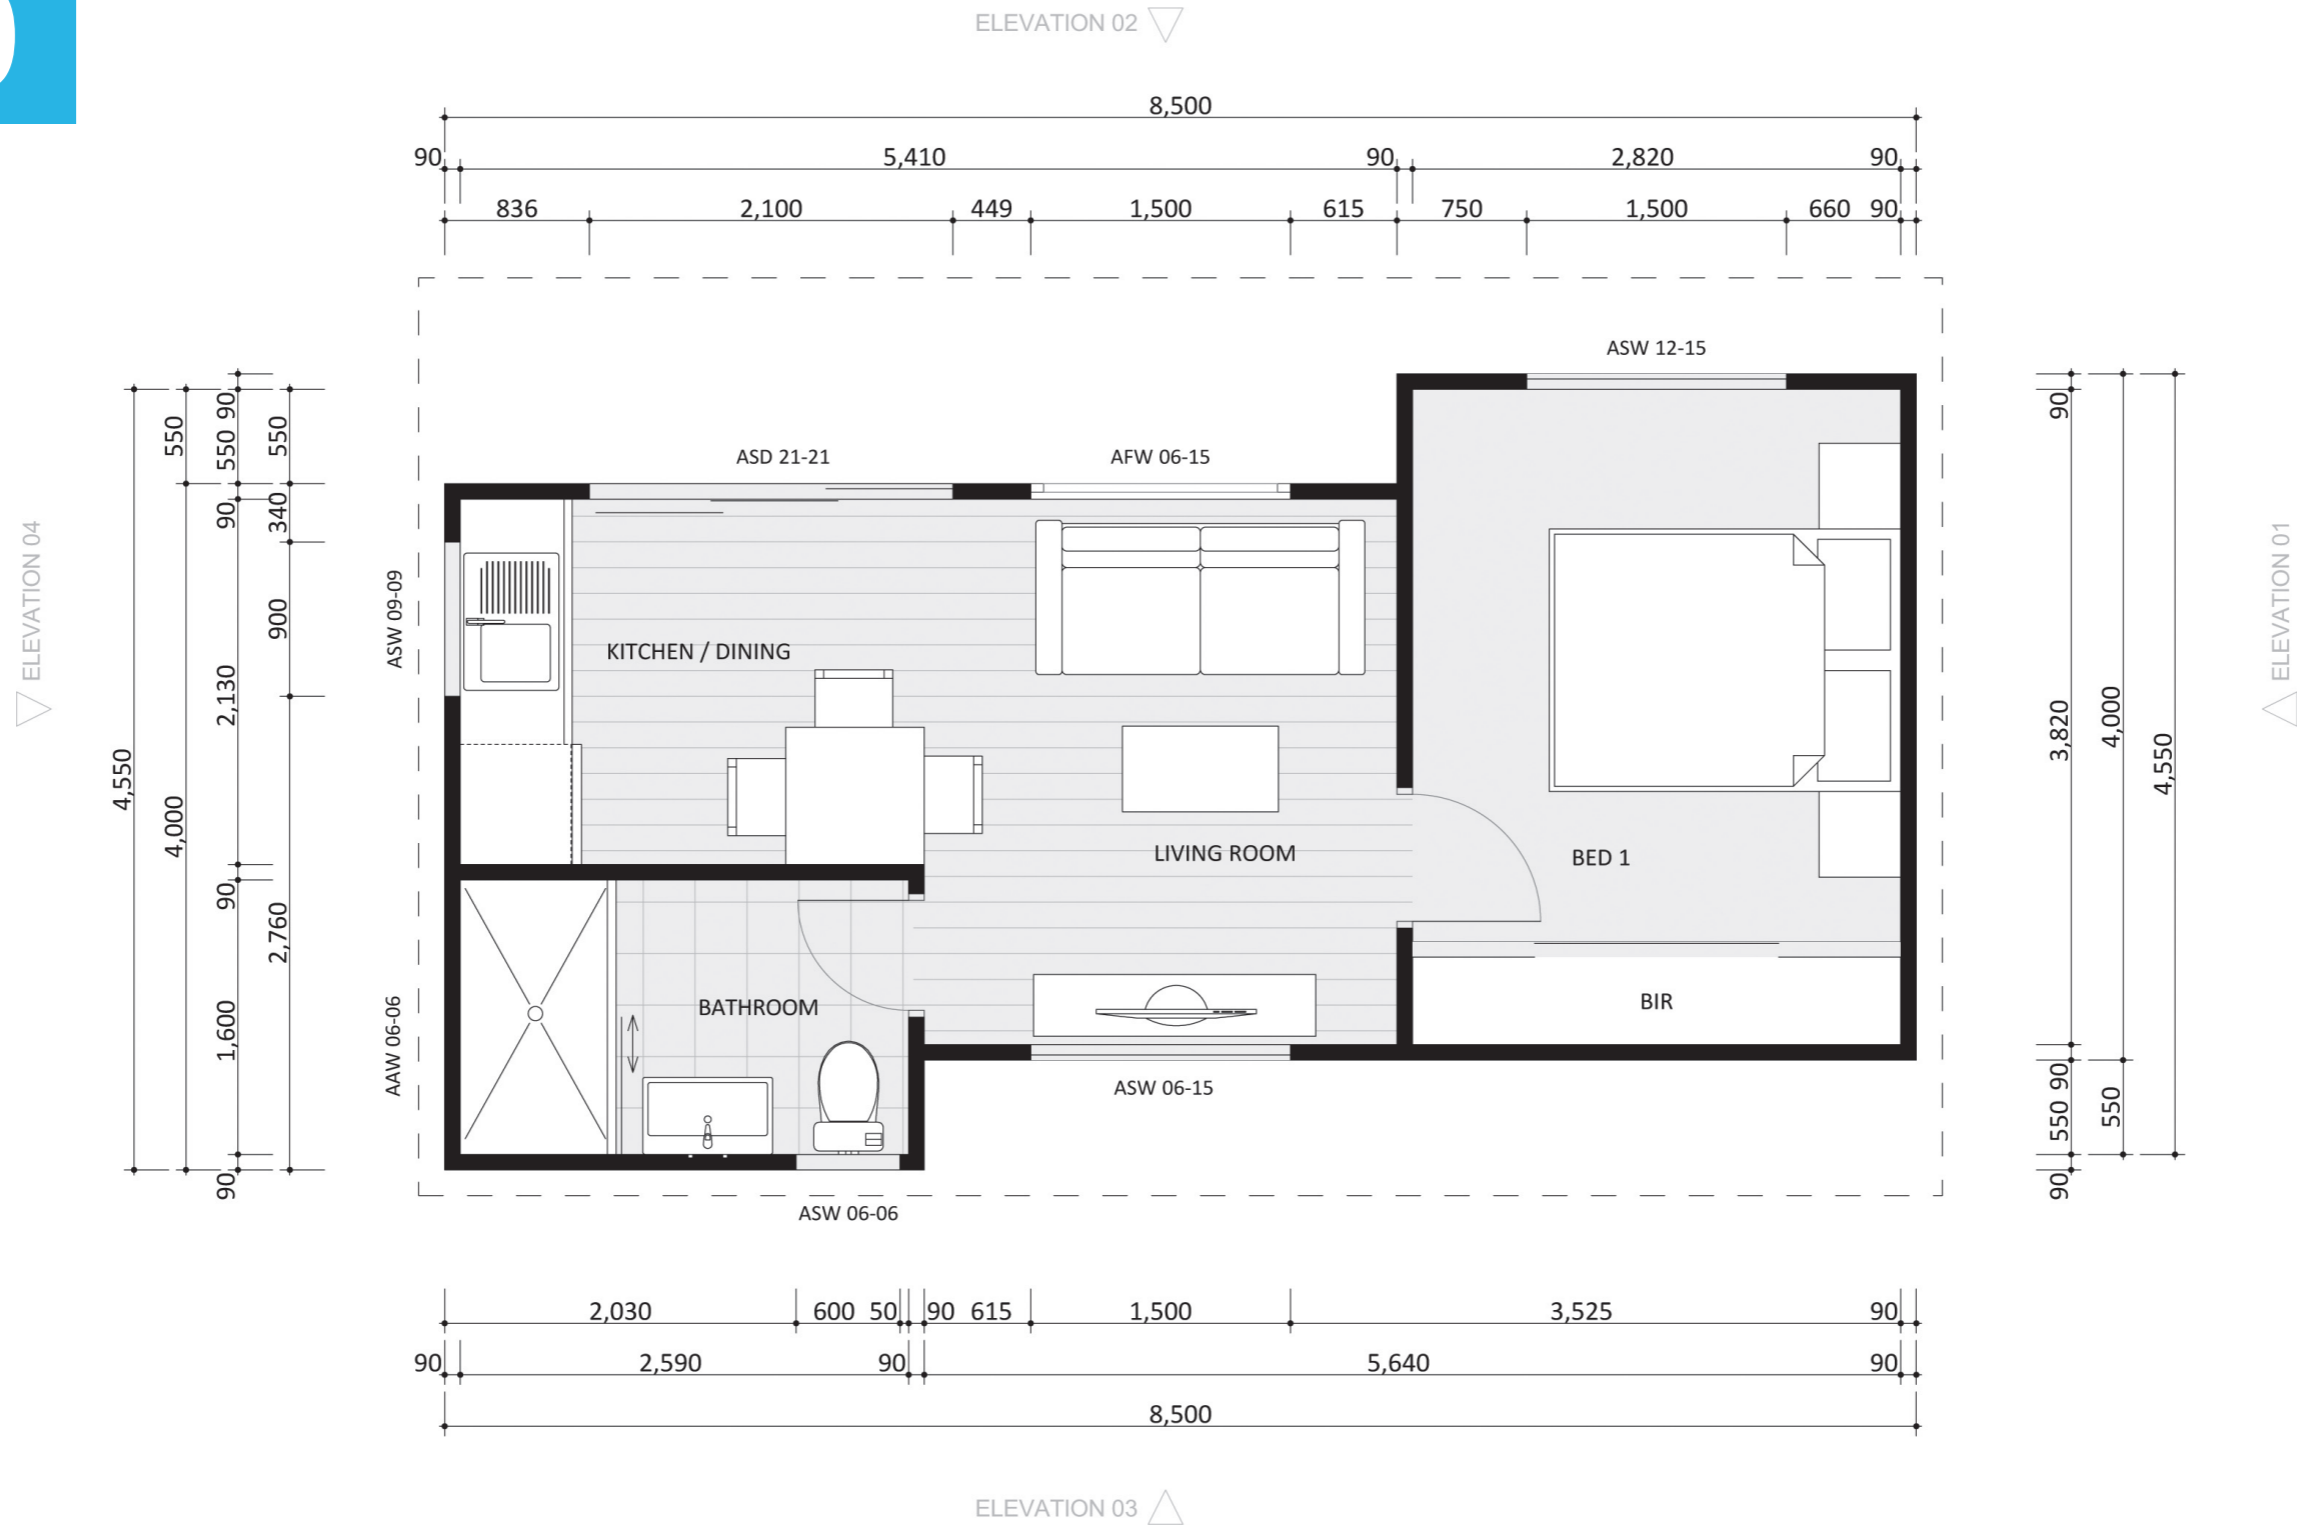 ELEVATION 02
8,500
90 5,410 90 2,820 90
836 2,100 449 1,500 615 750 1,500 660 90
ASW 12-15
ASD 21-21
AFW 06-15
ELEVATION 04
4,550
550
4,000
90
550
90
2,130
90
1,600
90
550
340
900
2,760
ASW 09-09
AAW 06-06
KITCHEN / DINING
LIVING ROOM
BED 1
BATHROOM
BIR
ASW 06-15
ASW 06-06
90
3,820
90
550
90
4,000
550
4,550
ELEVATION 01
2,030 600 50 90 615 1,500 3,525 90
90 2,590 90 5,640 90
8,500
ELEVATION 03